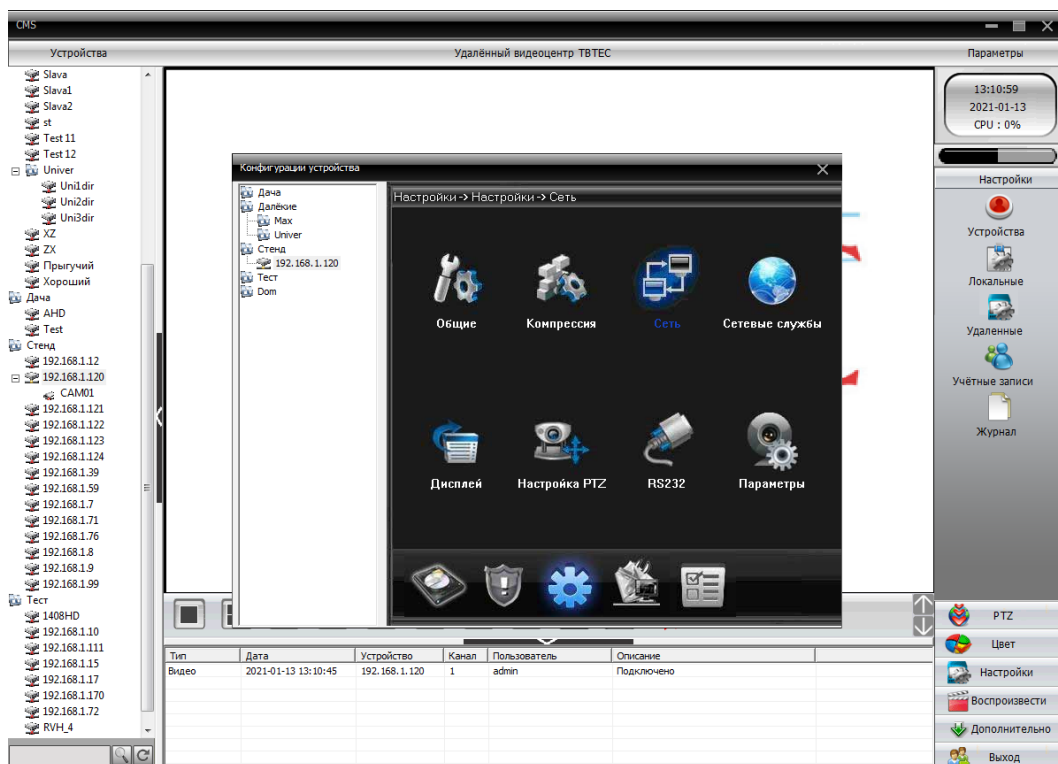 CMS
Устройства
Удалённый видеоцентр ТВТЕС
Параметры
Slava
Slava1
Slava2
st
Test 11
Test 12
Univer
Uni1dir
Uni2dir
Uni3dir
XZ
ZX
Прыгучий
Хороший
Дача
AHD
Test
Стенд
192.168.1.12
192.168.1.120
CAM01
192.168.1.121
192.168.1.122
192.168.1.123
192.168.1.124
192.168.1.39
192.168.1.59
192.168.1.7
192.168.1.71
192.168.1.76
192.168.1.8
192.168.1.9
192.168.1.99
Тест
1408HD
192.168.1.10
192.168.1.111
192.168.1.15
192.168.1.17
192.168.1.170
192.168.1.72
RVH_4
Конфигурации устройства
Дача
Далёкие
Max
Univer
Стенд
192.168.1.120
Тест
Dom
Настройки -> Настройки -> Сеть
Общие
Компрессия
Сеть
Сетевые службы
Дисплей
Настройка PTZ
RS232
Параметры
Тип Дата Устройство Канал Пользователь Описание
Видео 2021-01-13 13:10:45 192.168.1.120 1 admin Подключено
13:10:59
2021-01-13
CPU : 0%
Настройки
Устройства
Локальные
Удаленные
Учётные записи
Журнал
PTZ
Цвет
Настройки
Воспроизвести
Дополнительно
Выход